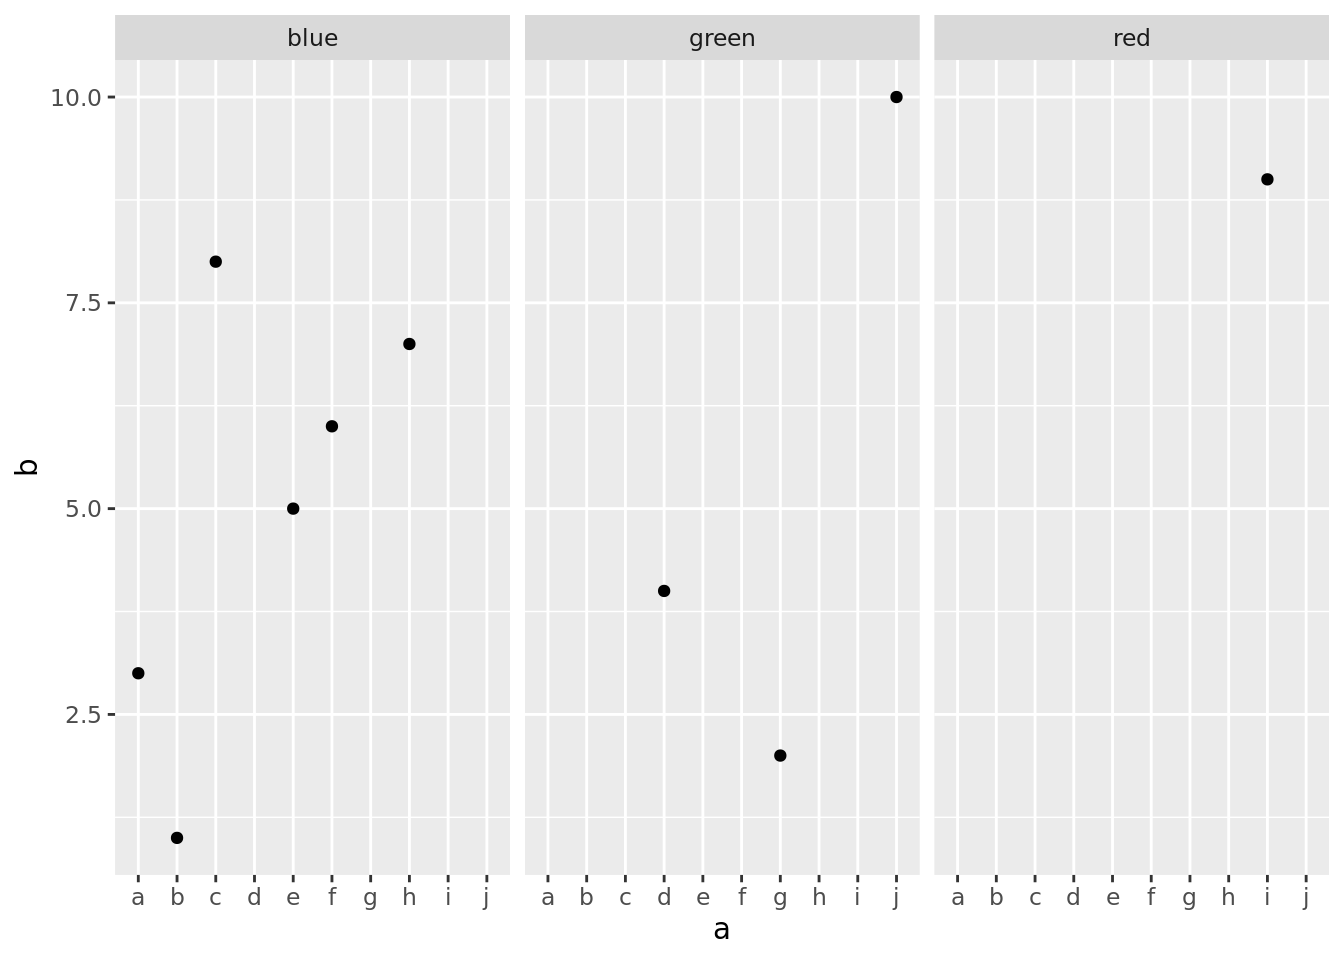 blue green red
10.0
7.5
b
5.0
2.5
a b c d e f g h i j a b c d e f g h i j a b c d e f g h i j
a